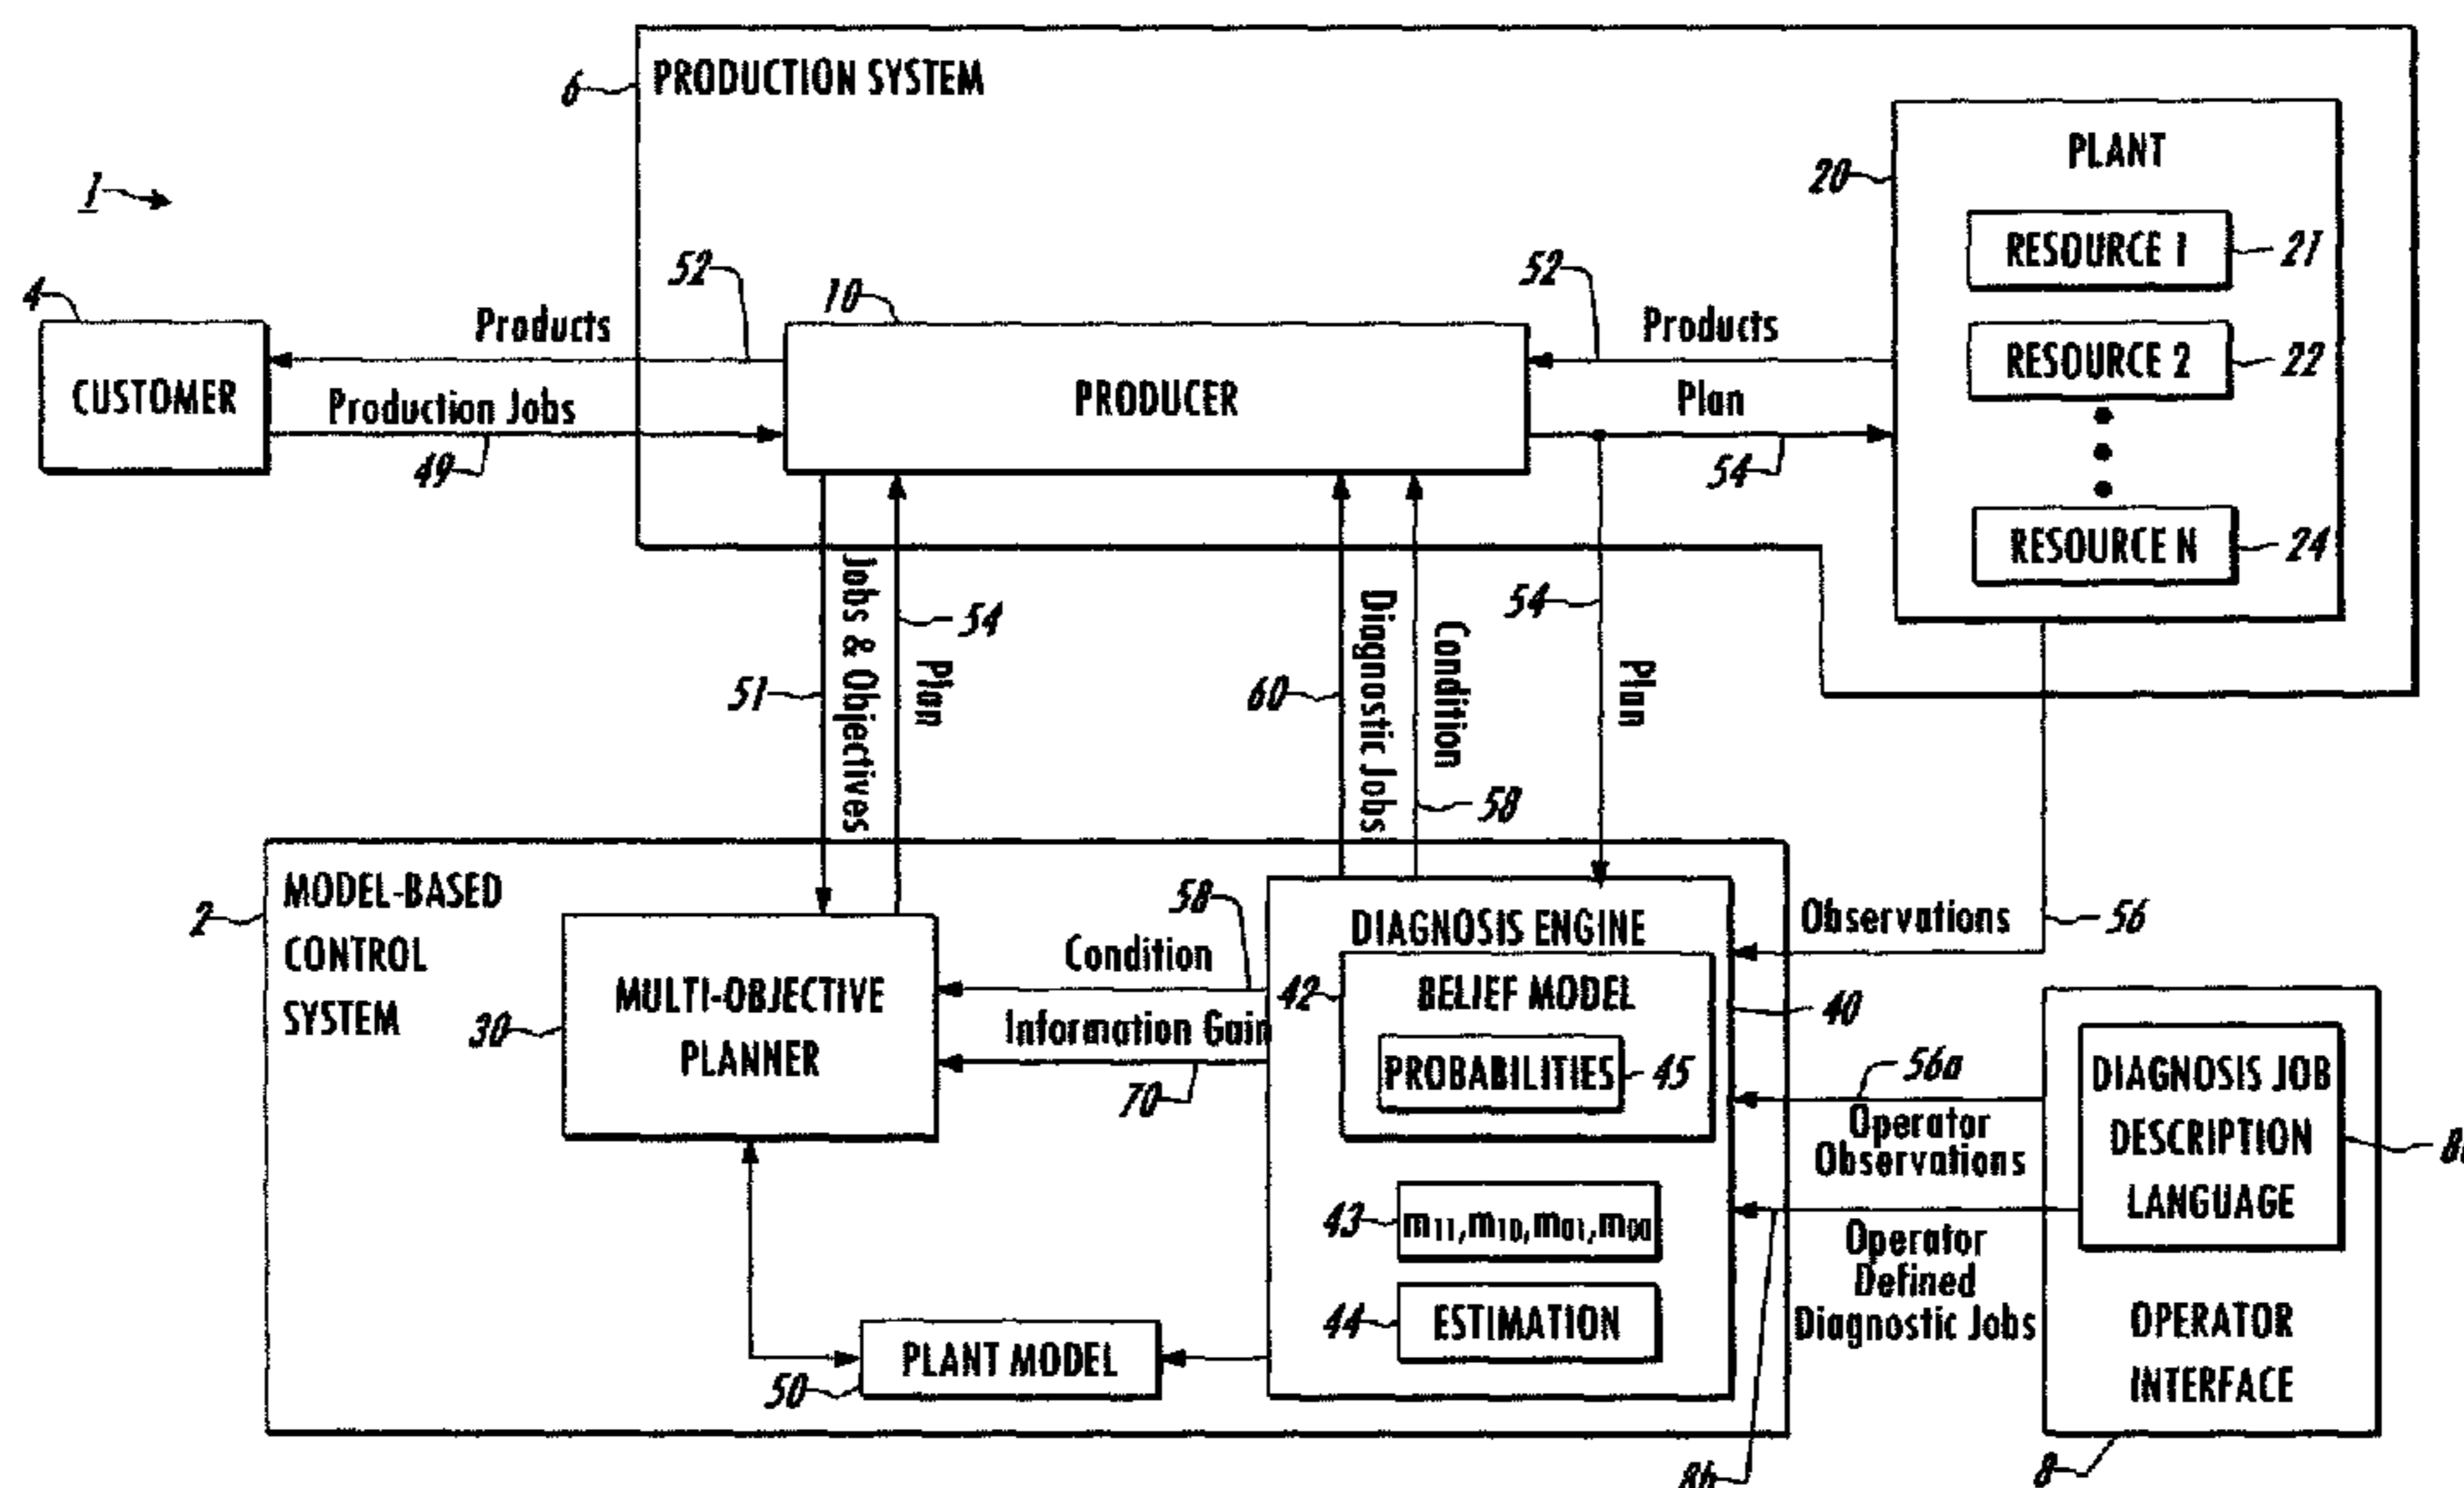 6
PRODUCTION SYSTEM
1
20
PLANT
RESOURCE 1
21
RESOURCE 2
22
RESOURCE N
24
4
CUSTOMER
52
Products
Production Jobs
49
10
PRODUCER
52
Products
Plan
54
51
Jobs & Objectives
54
Plan
60
Diagnostic Jobs
Condition
58
54
Plan
2
MODEL-BASED
CONTROL
SYSTEM
30
MULTI-OBJECTIVE
PLANNER
58
Condition
Information Gain
70
50
PLANT MODEL
DIAGNOSIS ENGINE
40
42
BELIEF MODEL
PROBABILITIES
45
43
m11, m10, m01, m00
44
ESTIMATION
Observations
56
56a
Operator
Observations
Operator
Defined
Diagnostic Jobs
DIAGNOSIS JOB
DESCRIPTION
LANGUAGE
OPERATOR
INTERFACE
8